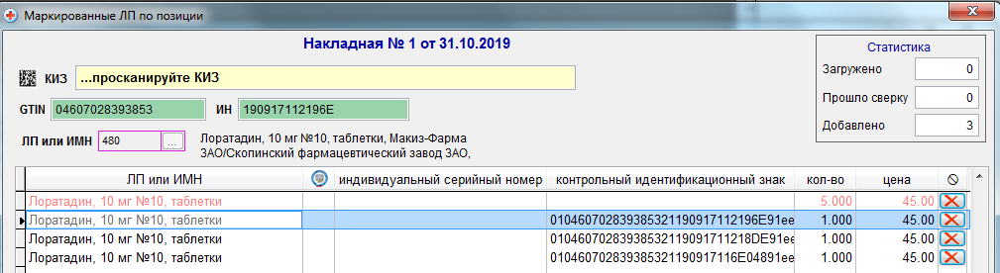 Маркированные ЛП по позиции
Накладная № 1 от 31.10.2019
Статистика
Загружено 0
Прошло сверку 0
Добавлено 3
КИЗ ...просканируйте КИЗ
GTIN 04607028393853 ИН 190917112196E
ЛП или ИМН 480 ... Лоратадин, 10 мг №10, таблетки, Макиз-Фарма
ЗАО/Скопинский фармацевтический завод ЗАО,
ЛП или ИМН индивидуальный серийный номер контрольный идентификационный знак кол-во цена
Лоратадин, 10 мг №10, таблетки 5.000 45.00
Лоратадин, 10 мг №10, таблетки 010460702839385321190917112196E91ee 1.000 45.00
Лоратадин, 10 мг №10, таблетки 01046070283938532119091711218DE91ee 1.000 45.00
Лоратадин, 10 мг №10, таблетки 010460702839385321190917116E04891ee 1.000 45.00